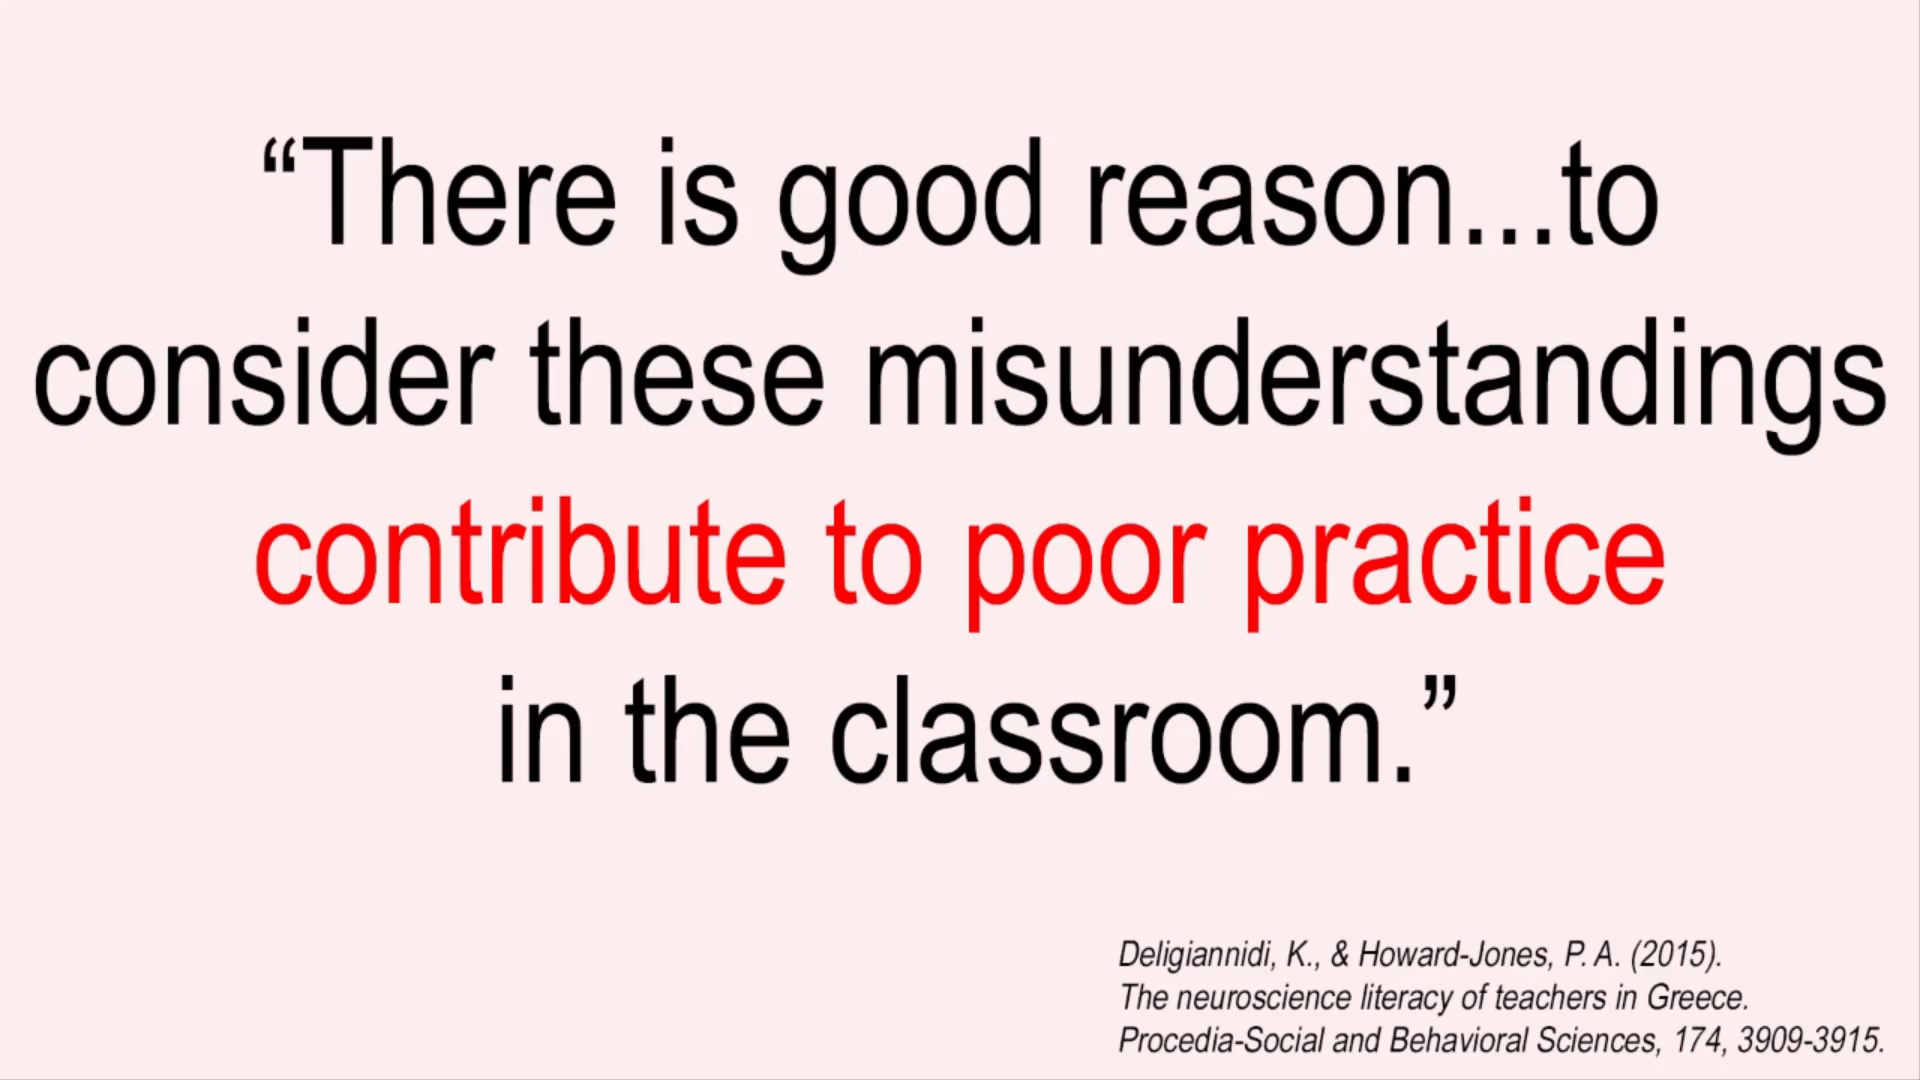 “There is good reason...to
consider these misunderstandings
contribute to poor practice
in the classroom.”
Deligiannidi, K., & Howard-Jones, P. A. (2015).
The neuroscience literacy of teachers in Greece.
Procedia-Social and Behavioral Sciences, 174, 3909-3915.